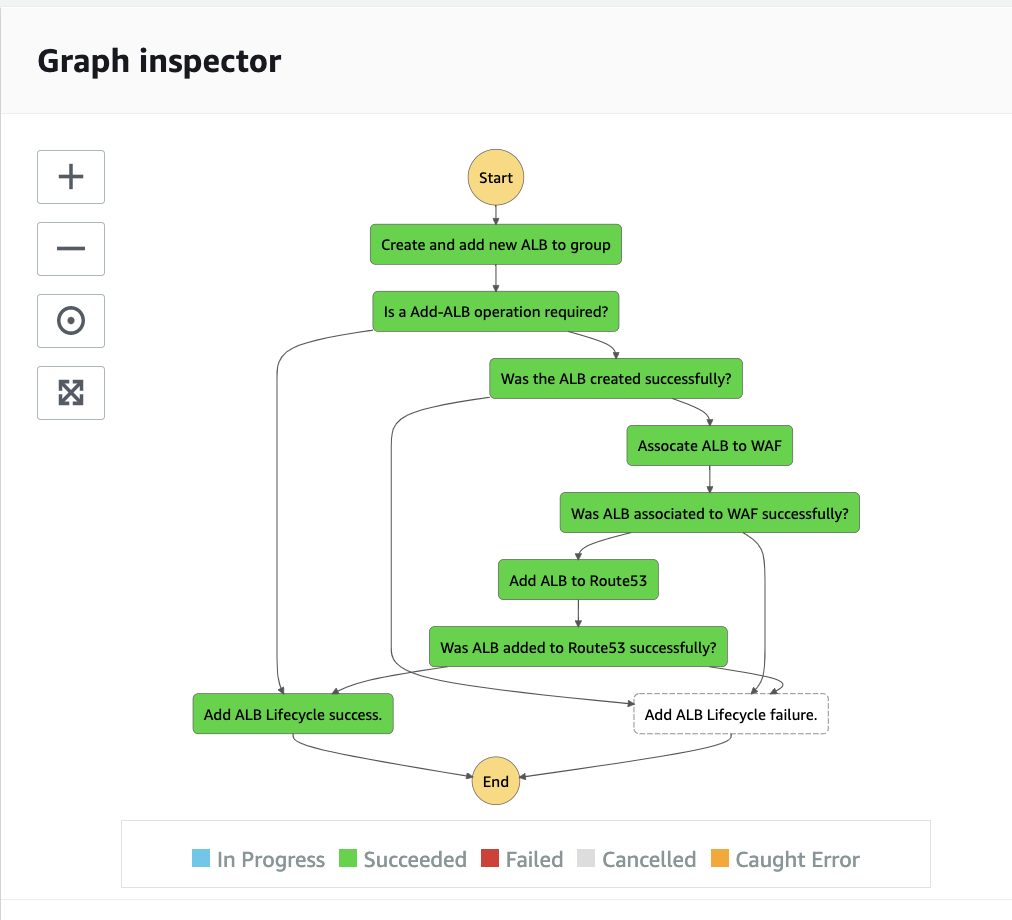 Graph inspector
Start
Create and add new ALB to group
Is a Add-ALB operation required?
Was the ALB created successfully?
Assocate ALB to WAF
Was ALB associated to WAF successfully?
Add ALB to Route53
Was ALB added to Route53 successfully?
Add ALB Lifecycle success.
Add ALB Lifecycle failure.
End
In Progress
Succeeded
Failed
Cancelled
Caught Error